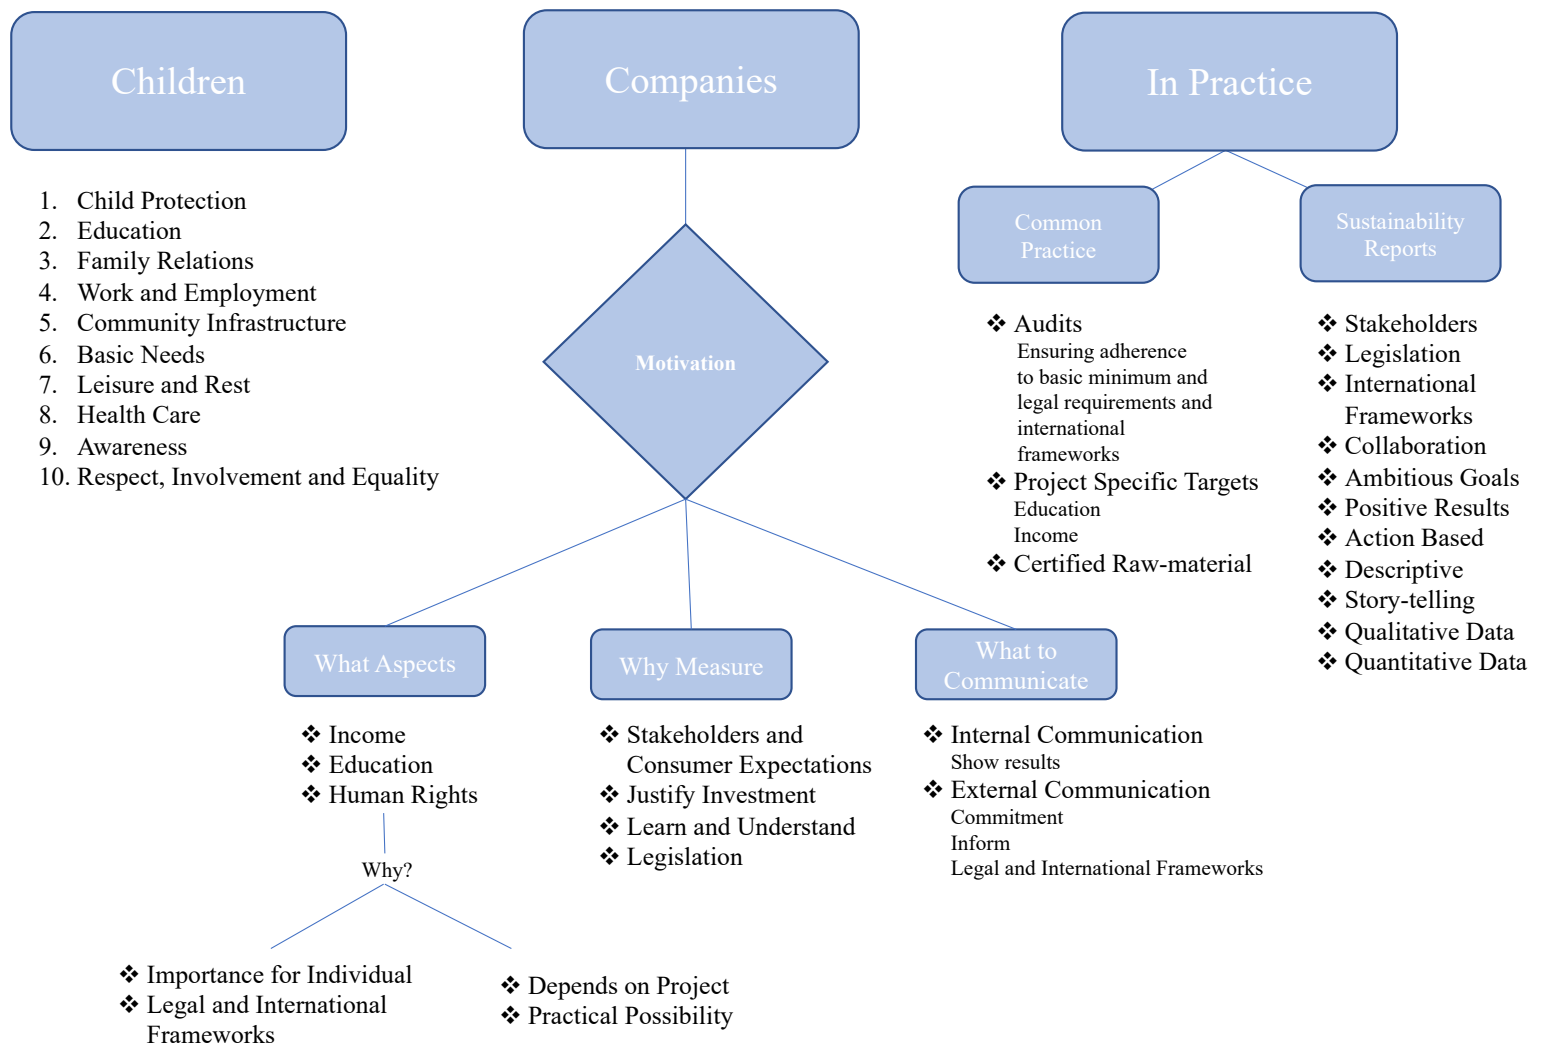 Children
1. Child Protection
2. Education
3. Family Relations
4. Work and Employment
5. Community Infrastructure
6. Basic Needs
7. Leisure and Rest
8. Health Care
9. Awareness
10. Respect, Involvement and Equality
Companies
Motivation
What Aspects
❖ Income
❖ Education
❖ Human Rights
Why?
❖ Importance for Individual
❖ Legal and International
Frameworks
❖ Depends on Project
❖ Practical Possibility
Why Measure
❖ Stakeholders and
Consumer Expectations
❖ Justify Investment
❖ Learn and Understand
❖ Legislation
What to
Communicate
❖ Internal Communication
Show results
❖ External Communication
Commitment
Inform
Legal and International Frameworks
In Practice
Common
Practice
❖ Audits
Ensuring adherence
to basic minimum and
legal requirements and
international
frameworks
❖ Project Specific Targets
Education
Income
❖ Certified Raw-material
Sustainability
Reports
❖ Stakeholders
❖ Legislation
❖ International
Frameworks
❖ Collaboration
❖ Ambitious Goals
❖ Positive Results
❖ Action Based
❖ Descriptive
❖ Story-telling
❖ Qualitative Data
❖ Quantitative Data